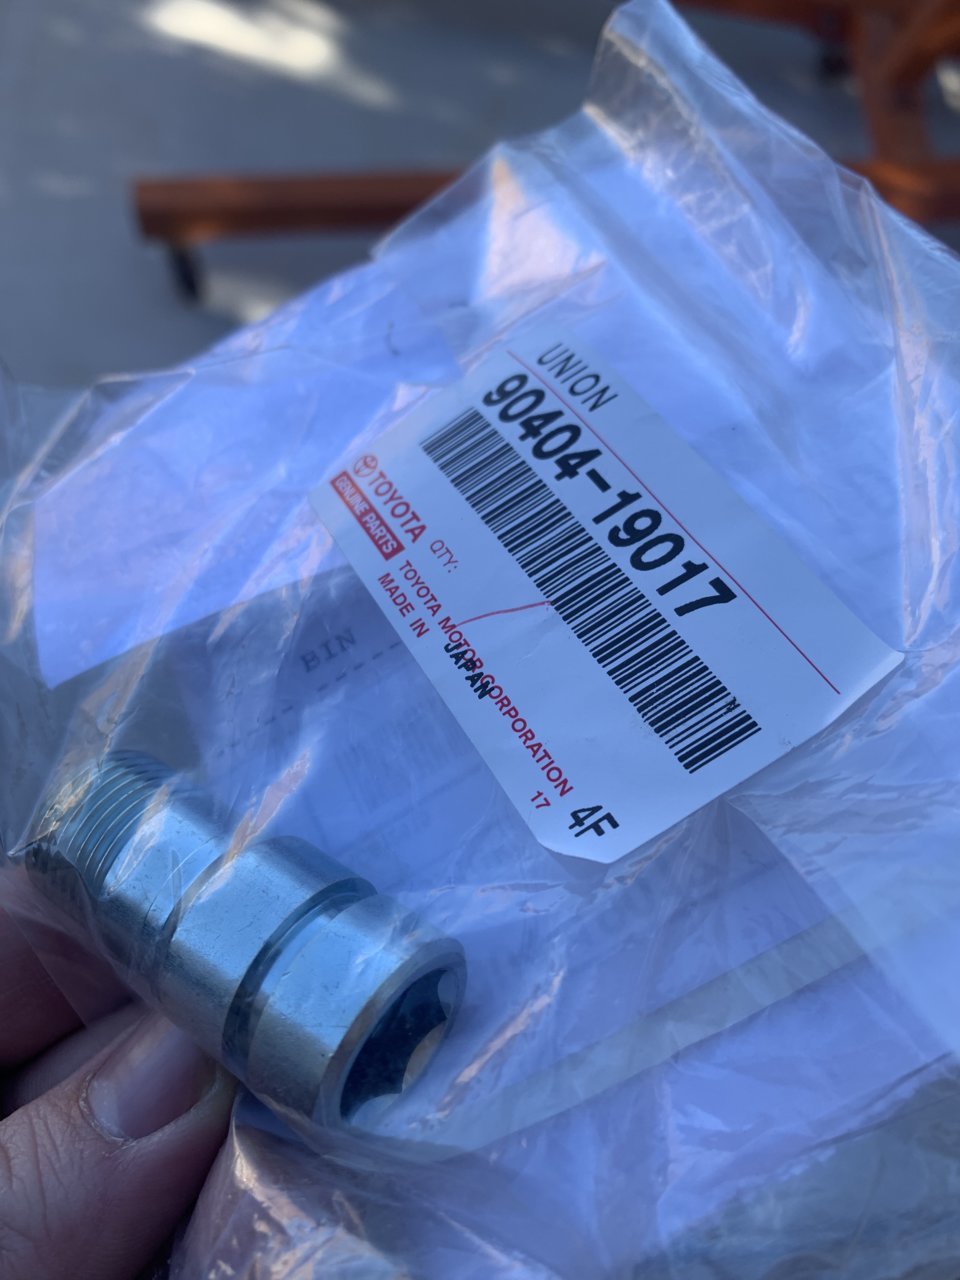 UNION
90404-19017
TOYOTA
GENUINE PARTS
QTY:
TOYOTA MOTOR CORPORATION
17
MADE IN JAPAN
4F
BIN